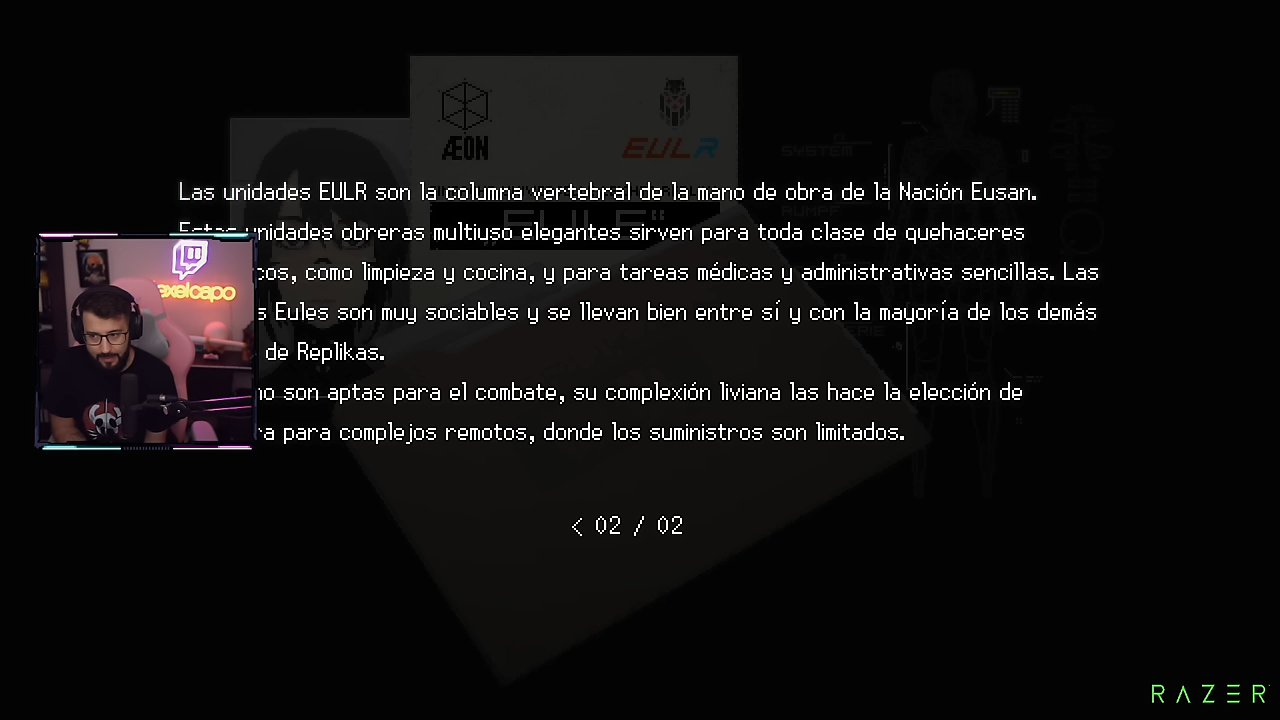 ÆON
EULR
SYSTEM
Las unidades EULR son la columna vertebral de la mano de obra de la Nación Eusan.
Estas unidades obreras multiuso elegantes sirven para toda clase de quehaceres
cos, como limpieza y cocina, y para tareas médicas y administrativas sencillas. Las
s Eules son muy sociables y se llevan bien entre sí y con la mayoría de los demás
de Replikas.
no son aptas para el combate, su complexión liviana las hace la elección de
ra para complejos remotos, donde los suministros son limitados.
exelcapo
< 02 / 02
RAZER